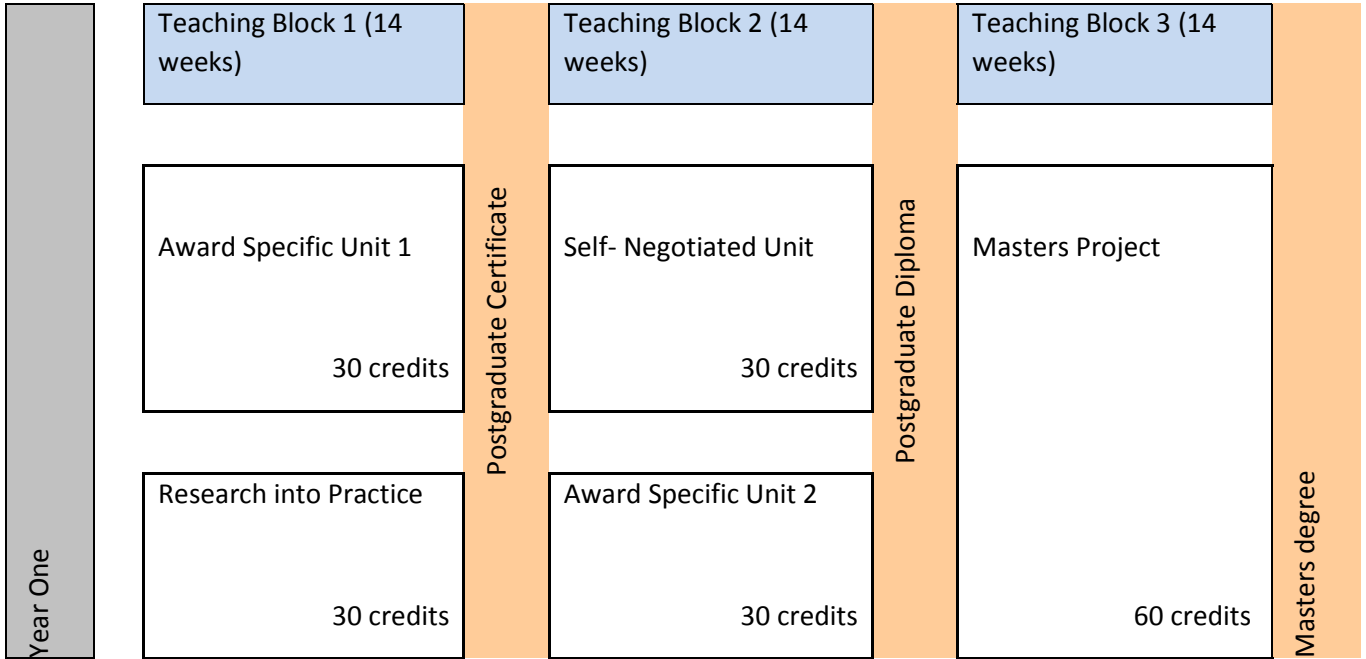 Teaching Block 1 (14
weeks)
Teaching Block 2 (14
weeks)
Teaching Block 3 (14
weeks)
Award Specific Unit 1
30 credits
Research into Practice
30 credits
Postgraduate Certificate
Self- Negotiated Unit
30 credits
Award Specific Unit 2
30 credits
Postgraduate Diploma
Masters Project
60 credits
Masters degree
Year One